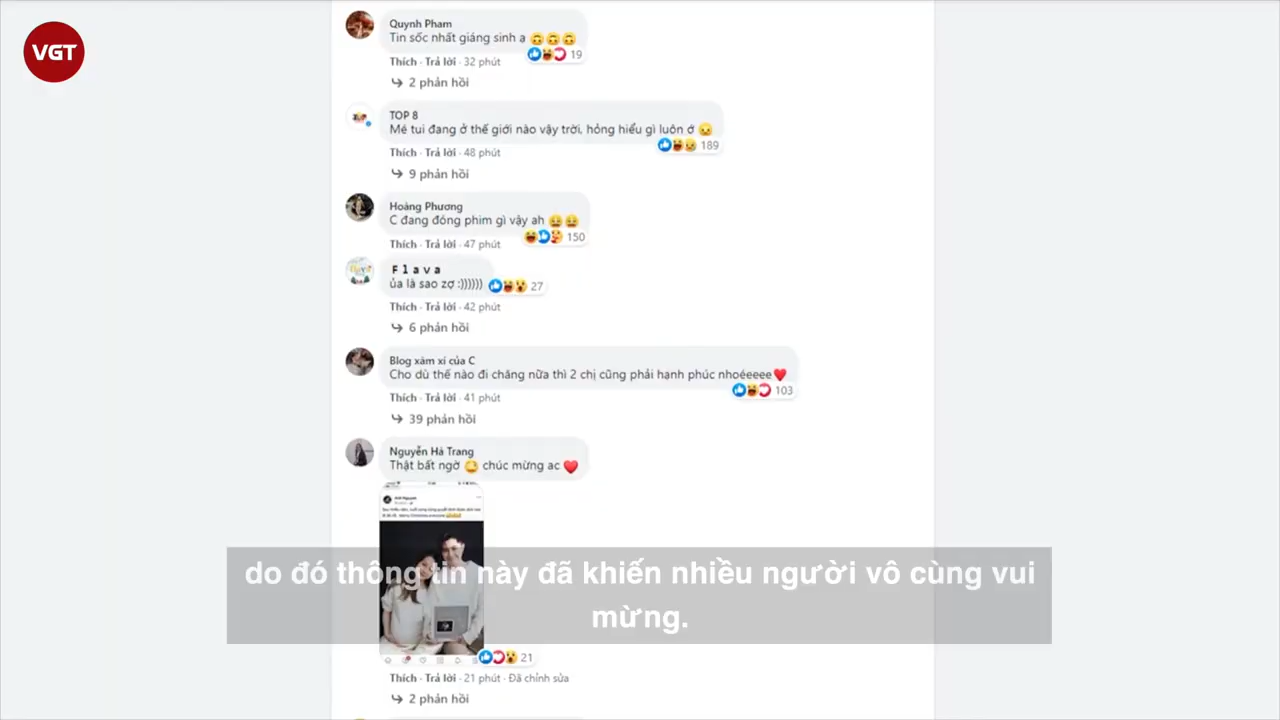 VGT
Quynh Pham
Tin sốc nhất giáng sinh ạ 🙃🙃🙃
19
Thích · Trả lời · 32 phút
2 phản hồi
TOP 8
Mé tui đang ở thế giới nào vậy trời, hỏng hiểu gì luôn ớ 😢
189
Thích · Trả lời · 48 phút
9 phản hồi
Hoàng Phương
C đang đóng phim gì vậy ah 😆😆
150
Thích · Trả lời · 47 phút
F l a v a
ủa là sao zợ :))))))
27
Thích · Trả lời · 42 phút
6 phản hồi
Blog xàm xí của C
Cho dù thế nào đi chăng nữa thì 2 chị cũng phải hạnh phúc nhoéeeee❤️
103
Thích · Trả lời · 41 phút
39 phản hồi
Nguyễn Hà Trang
Thật bất ngờ 😳 chúc mừng ac ❤️
do đó thông tin này đã khiến nhiều người vô cùng vui
mừng.
21
Thích · Trả lời · 21 phút · Đã chỉnh sửa
2 phản hồi